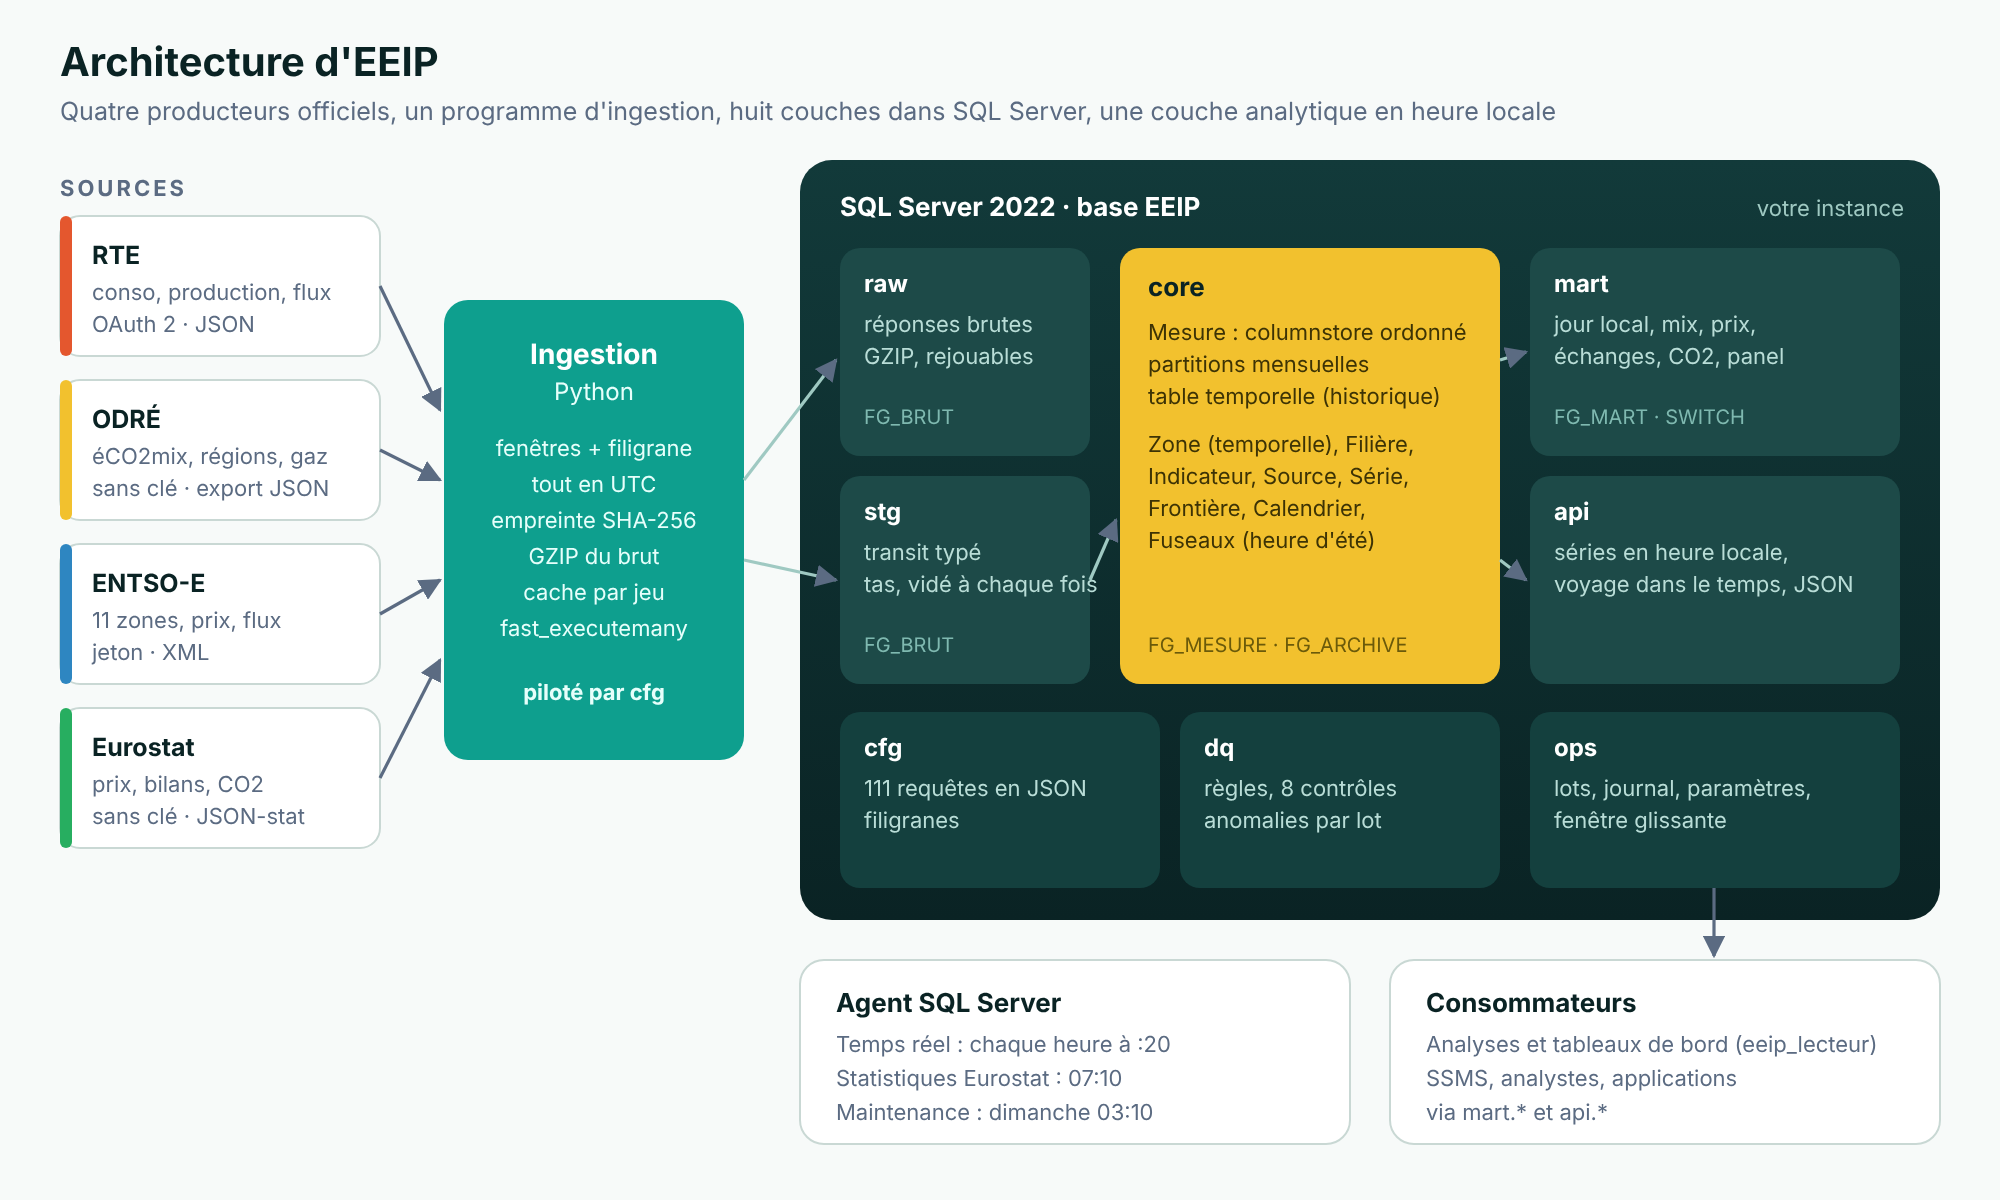 Architecture d'EEIP
Quatre producteurs officiels, un programme d'ingestion, huit couches dans SQL Server, une couche analytique en heure locale
SOURCES
RTE
conso, production, flux
OAuth 2 · JSON
ODRÉ
éCO2mix, régions, gaz
sans clé · export JSON
ENTSO-E
11 zones, prix, flux
jeton · XML
Eurostat
prix, bilans, CO2
sans clé · JSON-stat
Ingestion
Python
fenêtres + filigrane
tout en UTC
empreinte SHA-256
GZIP du brut
cache par jeu
fast_executemany
piloté par cfg
SQL Server 2022 · base EEIP
votre instance
raw
réponses brutes
GZIP, rejouables
FG_BRUT
stg
transit typé
tas, vidé à chaque fois
FG_BRUT
core
Mesure : columnstore ordonné
partitions mensuelles
table temporelle (historique)
Zone (temporelle), Filière,
Indicateur, Source, Série,
Frontière, Calendrier,
Fuseaux (heure d'été)
FG_MESURE · FG_ARCHIVE
mart
jour local, mix, prix,
échanges, CO2, panel
FG_MART · SWITCH
api
séries en heure locale,
voyage dans le temps, JSON
cfg
111 requêtes en JSON
filigranes
dq
règles, 8 contrôles
anomalies par lot
ops
lots, journal, paramètres,
fenêtre glissante
Agent SQL Server
Temps réel : chaque heure à :20
Statistiques Eurostat : 07:10
Maintenance : dimanche 03:10
Consommateurs
Analyses et tableaux de bord (eeip_lecteur)
SSMS, analystes, applications
via mart.* et api.*